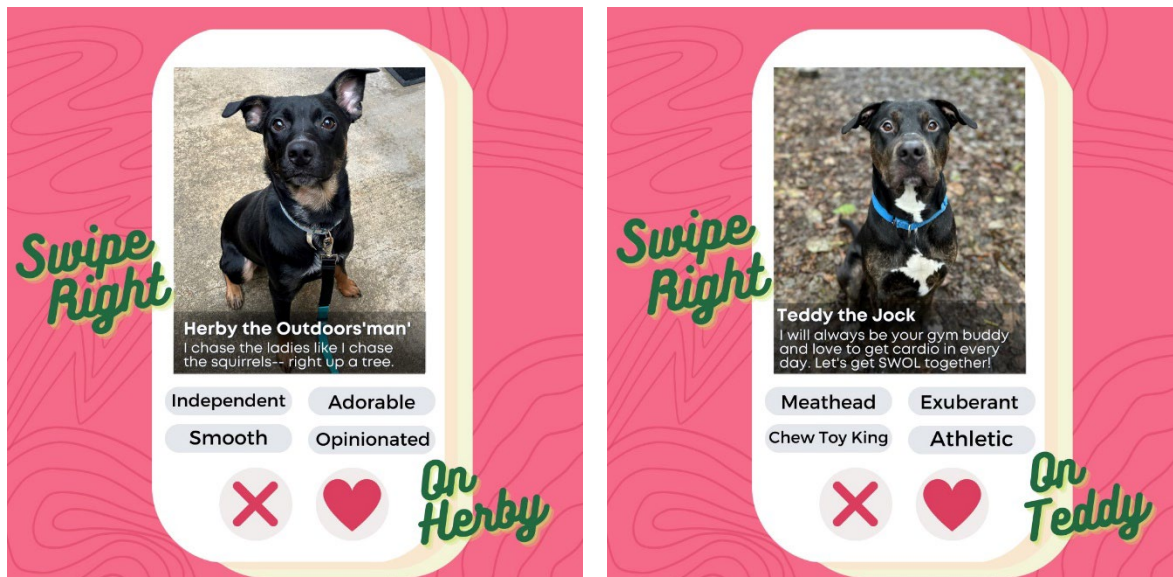 Swipe
Right
Herby the Outdoors'man'
I chase the ladies like I chase
the squirrels-- right up a tree.
Independent
Adorable
Smooth
Opinionated
On
Herby
Swipe
Right
Teddy the Jock
I will always be your gym buddy
and love to get cardio in every
day. Let's get SWOL together!
Meathead
Exuberant
Chew Toy King
Athletic
On
Teddy